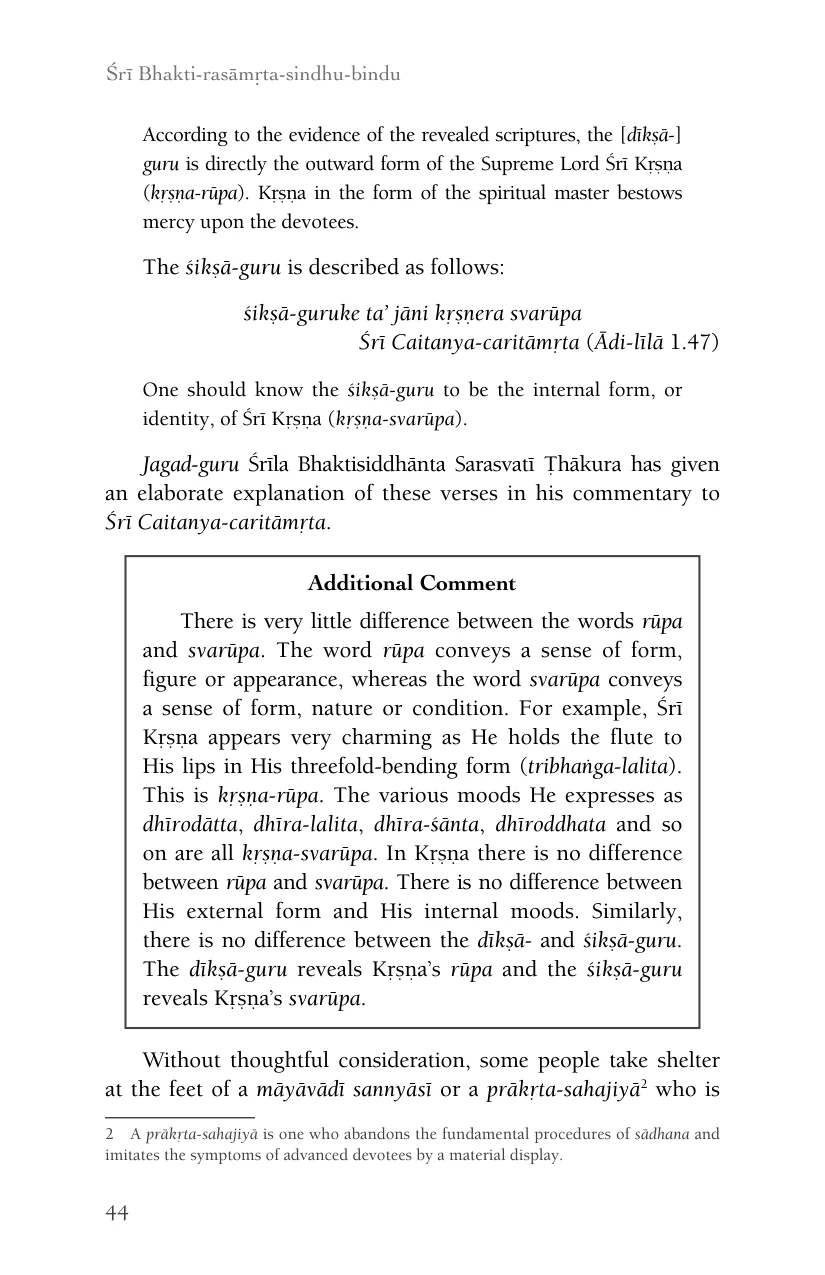 Śrī Bhakti-rasāmṛta-sindhu-bindu
According to the evidence of the revealed scriptures, the [dīkṣā-]
guru is directly the outward form of the Supreme Lord Śrī Kṛṣṇa
(kṛṣṇa-rūpa). Kṛṣṇa in the form of the spiritual master bestows
mercy upon the devotees.
The śikṣā-guru is described as follows:
śikṣā-guruke ta’ jāni kṛṣṇera svarūpa
Śrī Caitanya-caritāmṛta (Ādi-līlā 1.47)
One should know the śikṣā-guru to be the internal form, or
identity, of Śrī Kṛṣṇa (kṛṣṇa-svarūpa).
Jagad-guru Śrīla Bhaktisiddhānta Sarasvatī Ṭhākura has given
an elaborate explanation of these verses in his commentary to
Śrī Caitanya-caritāmṛta.
Additional Comment
There is very little difference between the words rūpa
and svarūpa. The word rūpa conveys a sense of form,
figure or appearance, whereas the word svarūpa conveys
a sense of form, nature or condition. For example, Śrī
Kṛṣṇa appears very charming as He holds the flute to
His lips in His threefold-bending form (tribhaṅga-lalita).
This is kṛṣṇa-rūpa. The various moods He expresses as
dhīrodātta, dhīra-lalita, dhīra-śānta, dhīroddhata and so
on are all kṛṣṇa-svarūpa. In Kṛṣṇa there is no difference
between rūpa and svarūpa. There is no difference between
His external form and His internal moods. Similarly,
there is no difference between the dīkṣā- and śikṣā-guru.
The dīkṣā-guru reveals Kṛṣṇa’s rūpa and the śikṣā-guru
reveals Kṛṣṇa’s svarūpa.
Without thoughtful consideration, some people take shelter
at the feet of a māyāvādī sannyāsī or a prākṛta-sahajiyā² who is
2 A prākṛta-sahajiyā is one who abandons the fundamental procedures of sādhana and
imitates the symptoms of advanced devotees by a material display.
44